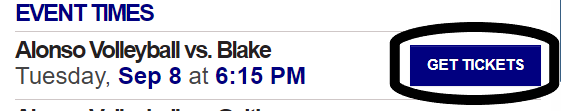 EVENT TIMES
Alonso Volleyball vs. Blake
Tuesday, Sep 8 at 6:15 PM
GET TICKETS